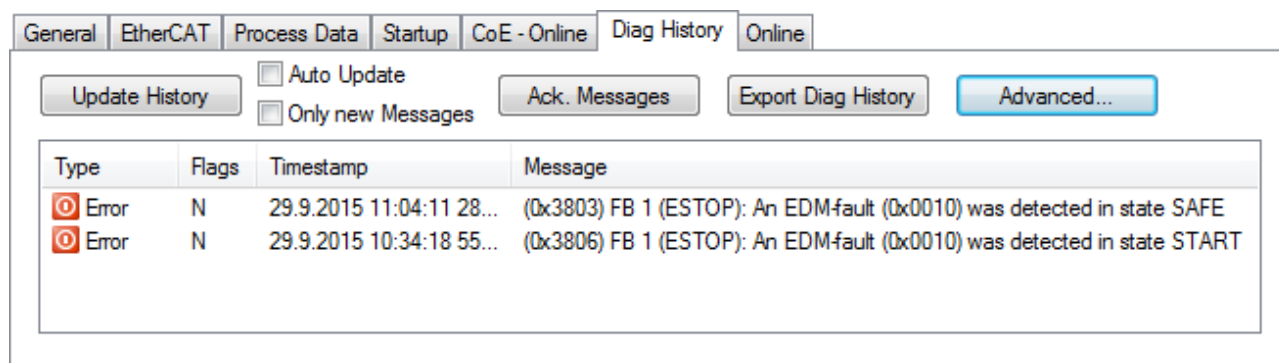 General EtherCAT Process Data Startup CoE - Online Diag History Online
Update History Auto Update Only new Messages Ack. Messages Export Diag History Advanced...
Type Flags Timestamp Message
Error N 29.9.2015 11:04:11 28... (0x3803) FB 1 (ESTOP): An EDM-fault (0x0010) was detected in state SAFE
Error N 29.9.2015 10:34:18 55... (0x3806) FB 1 (ESTOP): An EDM-fault (0x0010) was detected in state START